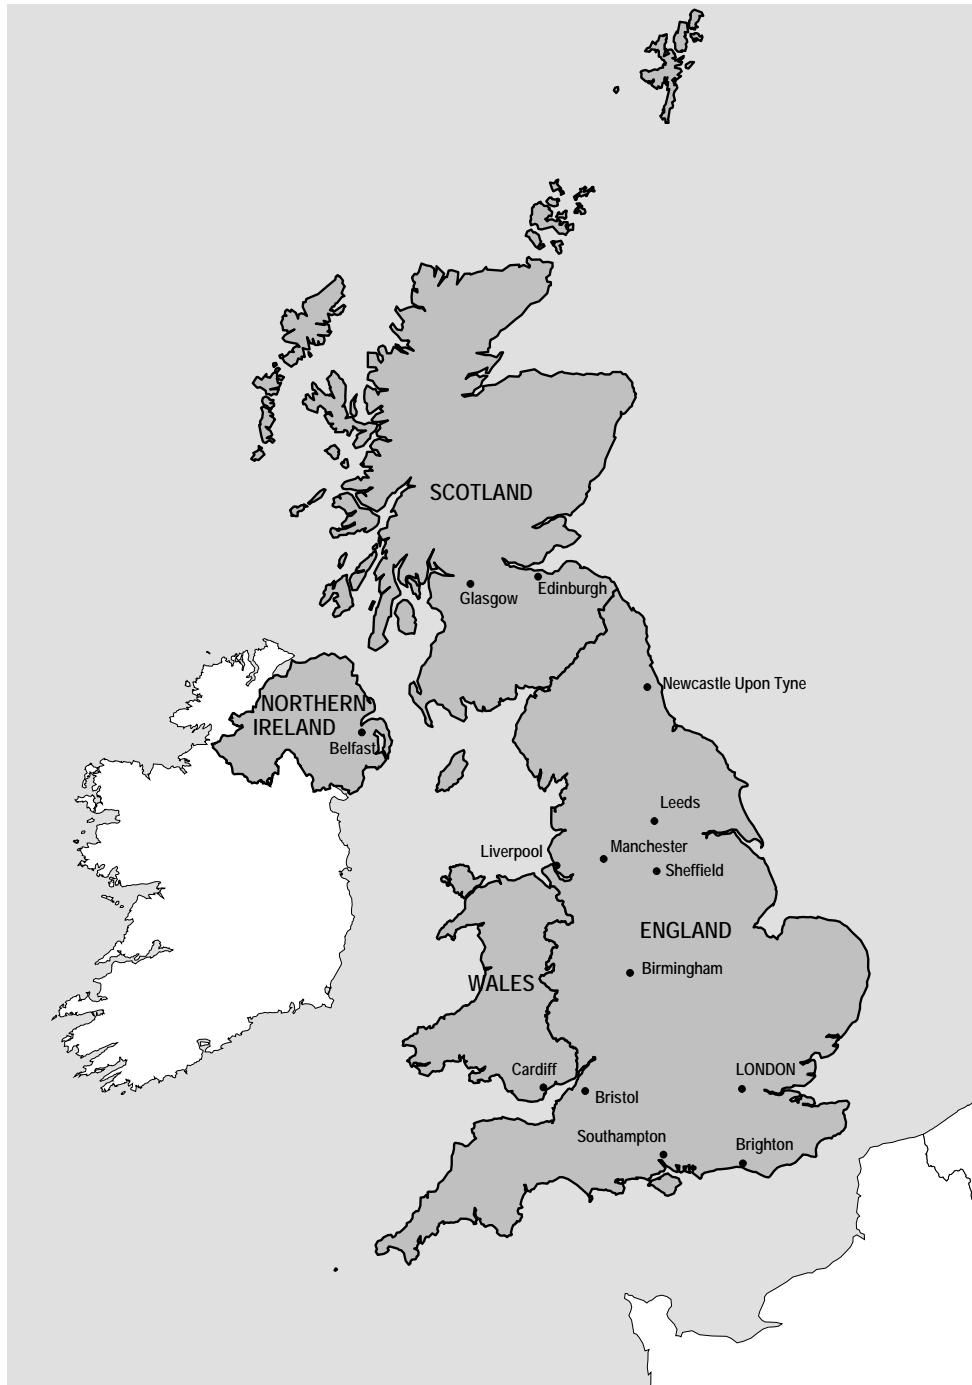 SCOTLAND
Glasgow
Edinburgh
Newcastle Upon Tyne
NORTHERN
IRELAND
Belfast
Leeds
Liverpool
Manchester
Sheffield
ENGLAND
Birmingham
WALES
Cardiff
LONDON
Bristol
Southampton
Brighton